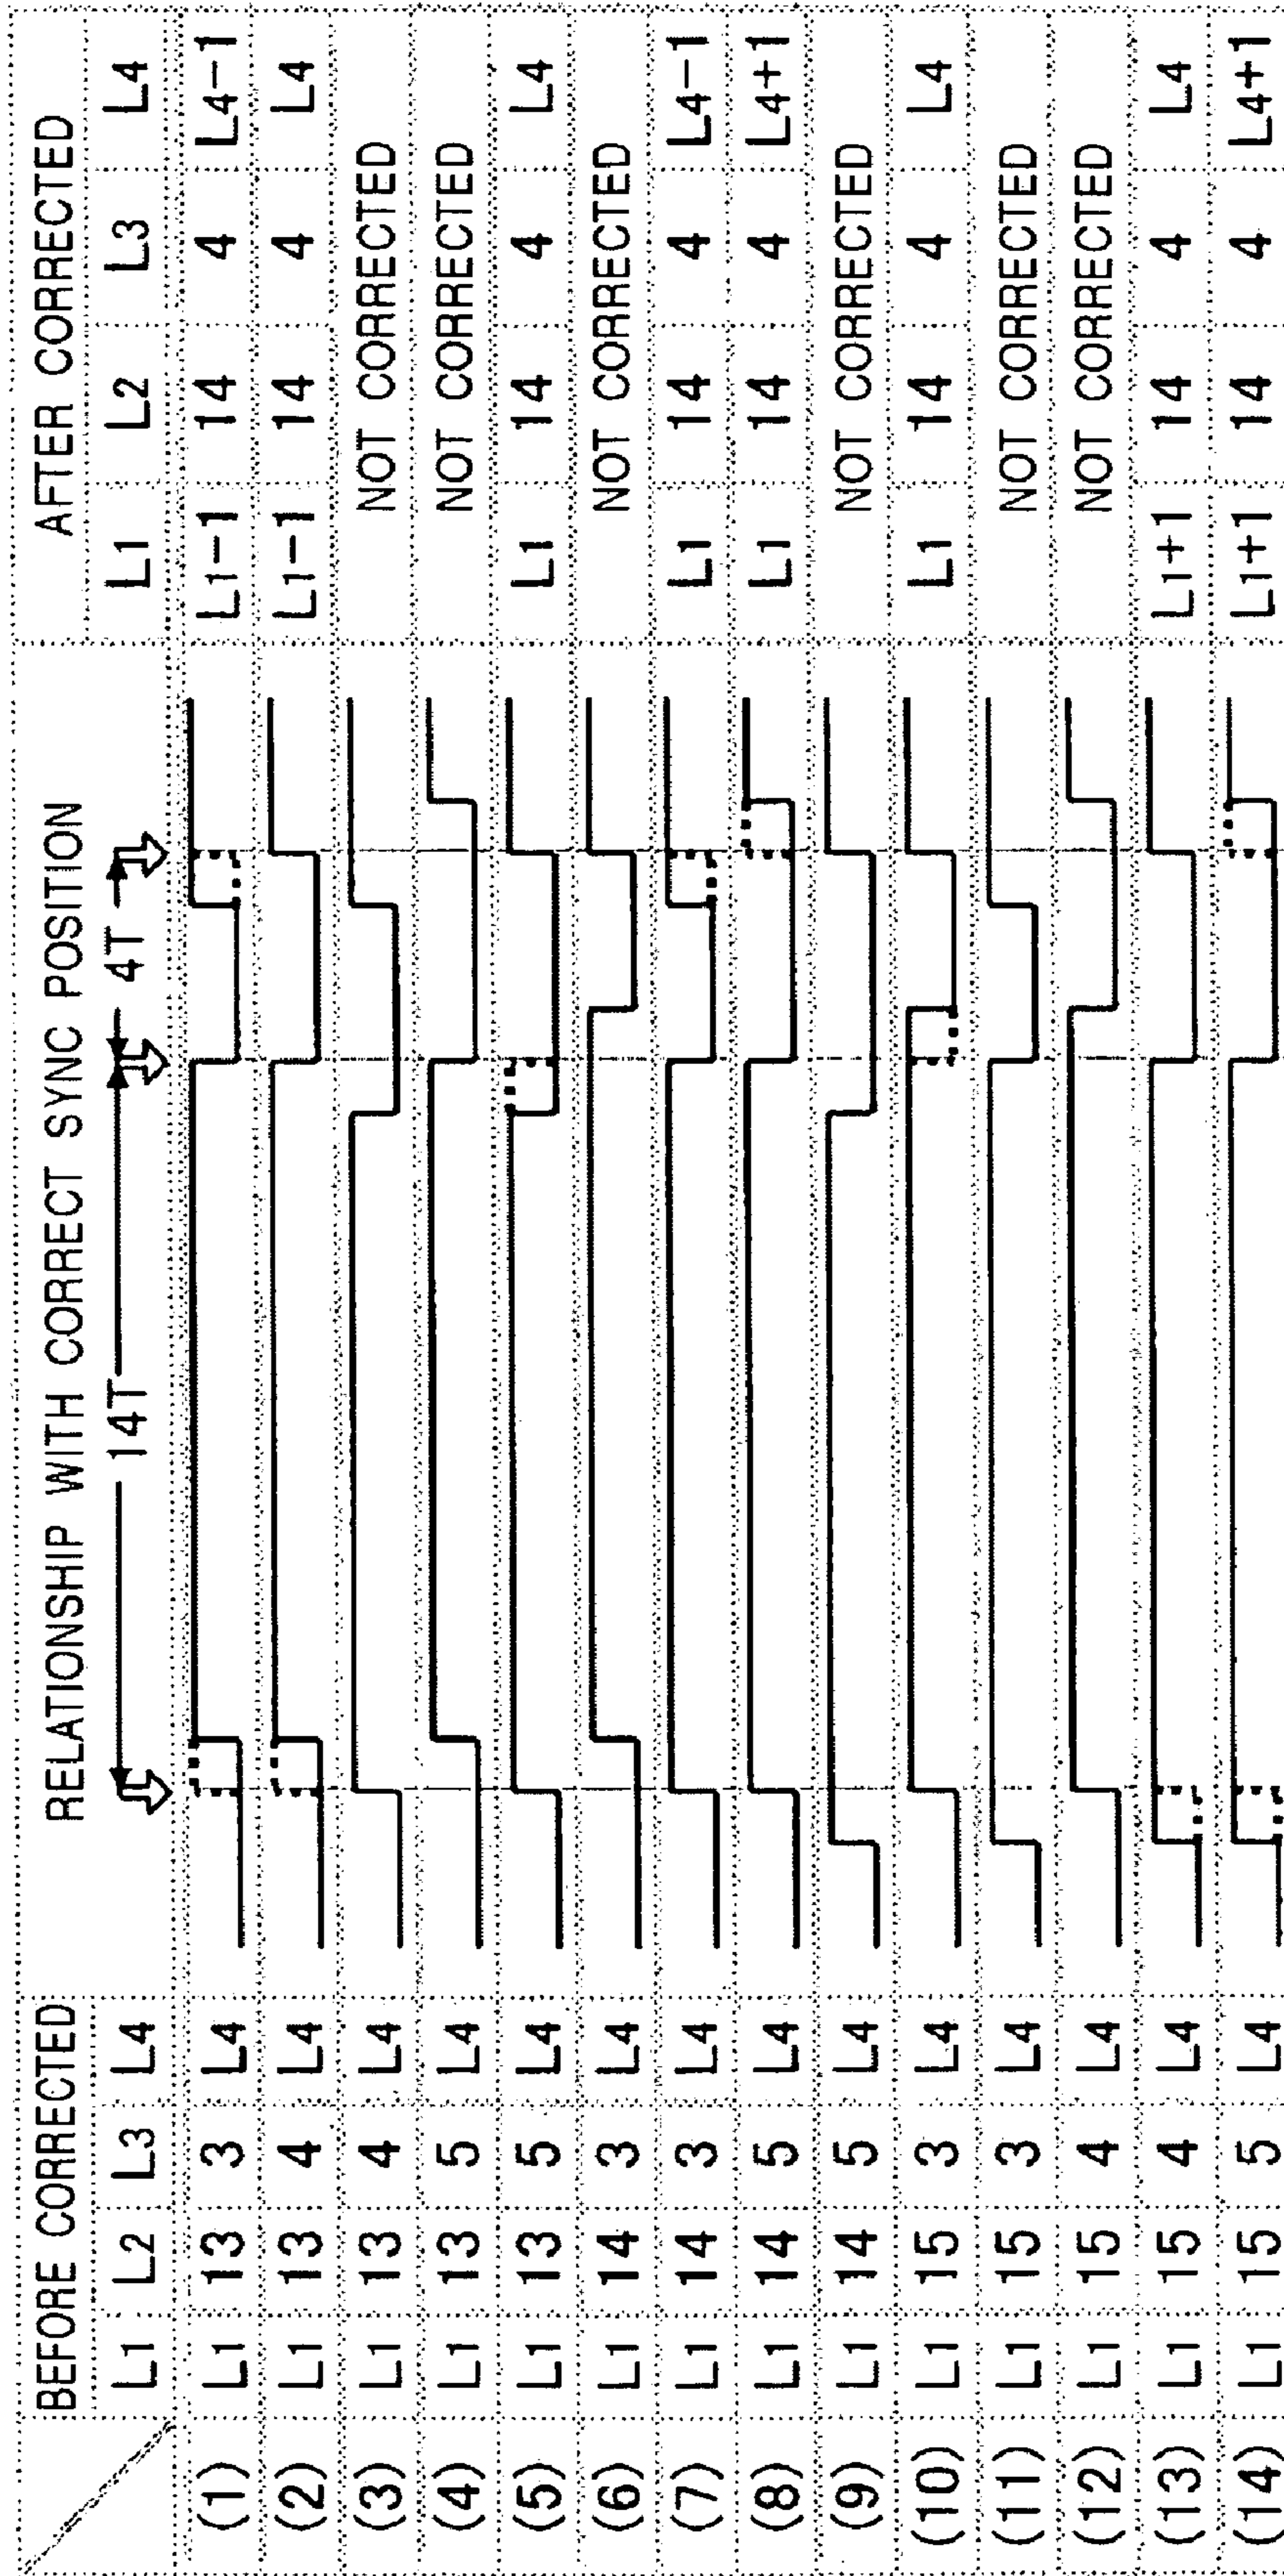 BEFORE CORRECTED RELATIONSHIP WITH CORRECT SYNC POSITION AFTER CORRECTED
L1 L2 L3 L4 14T 4T L1 L2 L3 L4
(1) L1 13 3 L4 L1-1 14 4 L4-1
(2) L1 13 4 L4 L1-1 14 4 L4
(3) L1 13 4 L4 NOT CORRECTED
(4) L1 13 5 L4 NOT CORRECTED
(5) L1 13 5 L4 L1 14 4 L4
(6) L1 14 3 L4 NOT CORRECTED
(7) L1 14 3 L4 L1 14 4 L4-1
(8) L1 14 5 L4 L1 14 4 L4+1
(9) L1 14 5 L4 NOT CORRECTED
(10) L1 15 3 L4 L1 14 4 L4
(11) L1 15 3 L4 NOT CORRECTED
(12) L1 15 4 L4 NOT CORRECTED
(13) L1 15 4 L4 L1+1 14 4 L4
(14) L1 15 5 L4 L1+1 14 4 L4+1